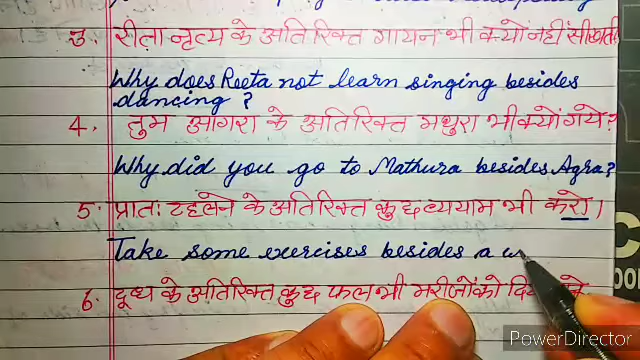 3. रीता नृत्य के अतिरिक्त गायन भी क्यों नहीं सीखती
Why does Reeta not learn singing besides
dancing ?
4. तुम आगरा के अतिरिक्त मथुरा भी क्यों गये?
Why did you go to Mathura besides Agra?
5. प्रातः टहलने के अतिरिक्त कुछ व्ययाम भी करो।
Take some exercises besides a
6. दूध के अतिरिक्त कुछ फल भी मरीजों को
PowerDirector